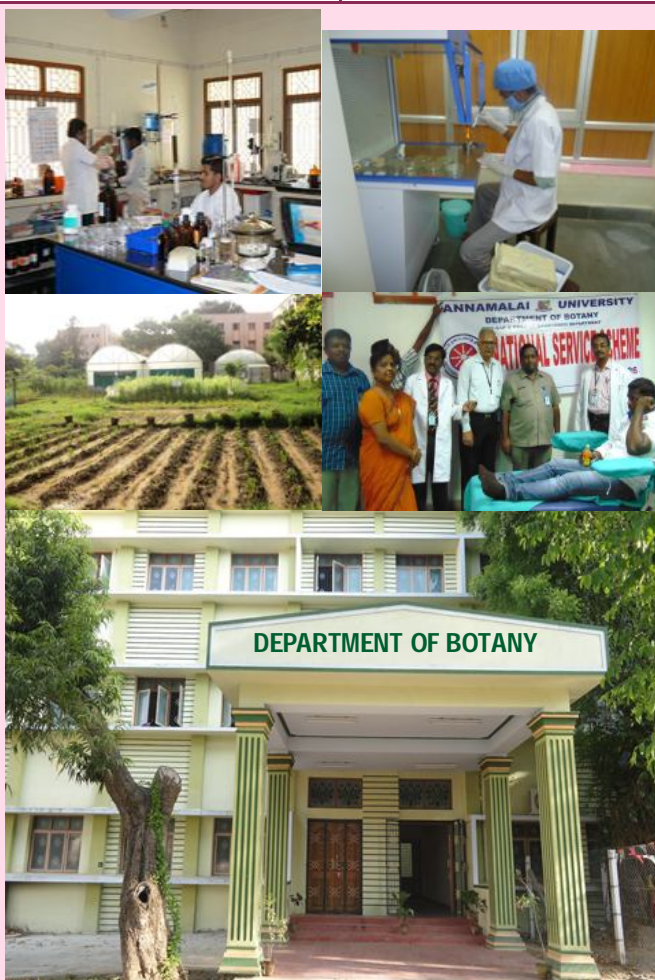 ANNAMALAI UNIVERSITY
DEPARTMENT OF BOTANY
NATIONAL SERVICE SCHEME
DEPARTMENT OF BOTANY